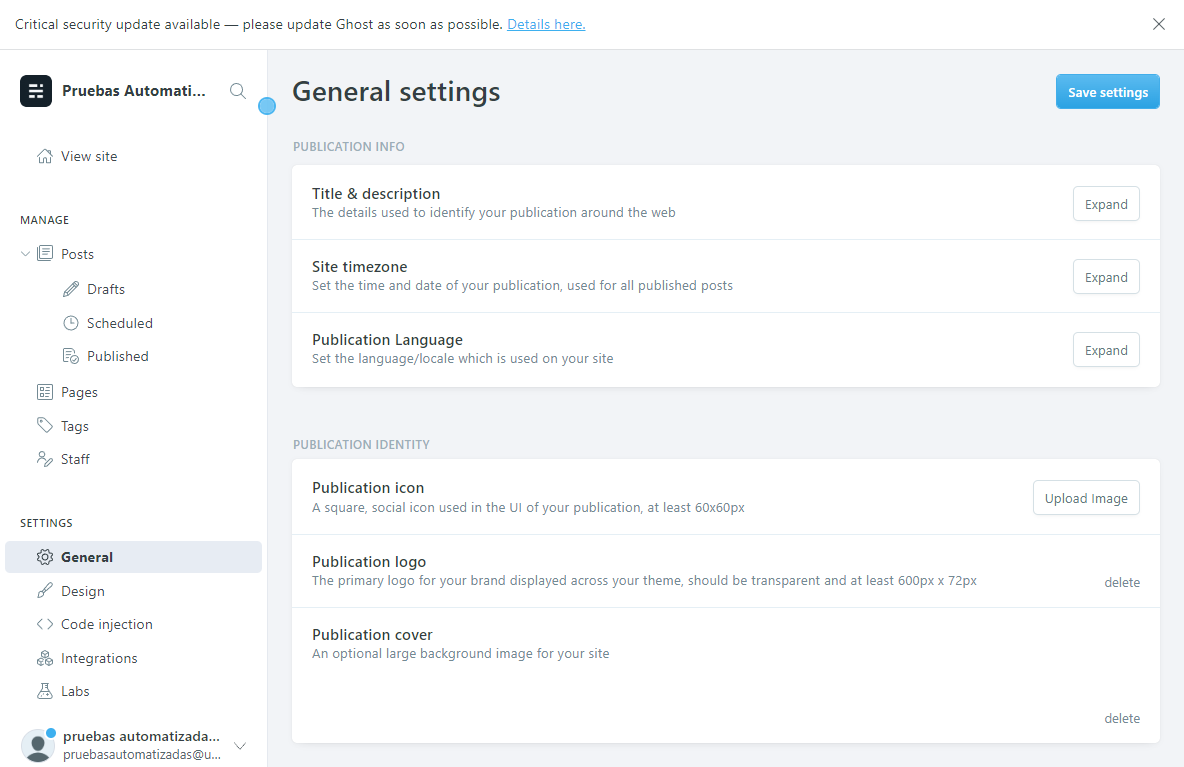 Critical security update available — please update Ghost as soon as possible. Details here.
Pruebas Automati...
View site
MANAGE
Posts
Drafts
Scheduled
Published
Pages
Tags
Staff
SETTINGS
General
Design
Code injection
Integrations
Labs
pruebas automatizada...
pruebasautomatizadas@u...
General settings
Save settings
PUBLICATION INFO
Title & description
The details used to identify your publication around the web
Expand
Site timezone
Set the time and date of your publication, used for all published posts
Expand
Publication Language
Set the language/locale which is used on your site
Expand
PUBLICATION IDENTITY
Publication icon
A square, social icon used in the UI of your publication, at least 60x60px
Upload Image
Publication logo
The primary logo for your brand displayed across your theme, should be transparent and at least 600px x 72px
delete
Publication cover
An optional large background image for your site
delete